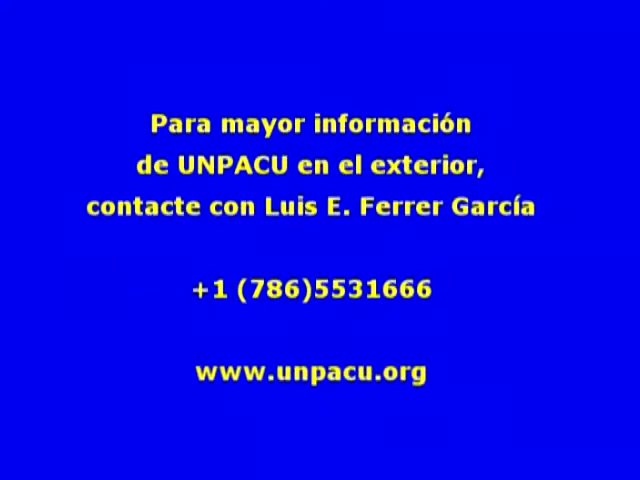 Para mayor información
de UNPACU en el exterior,
contacte con Luis E. Ferrer García
+1 (786)5531666
www.unpacu.org